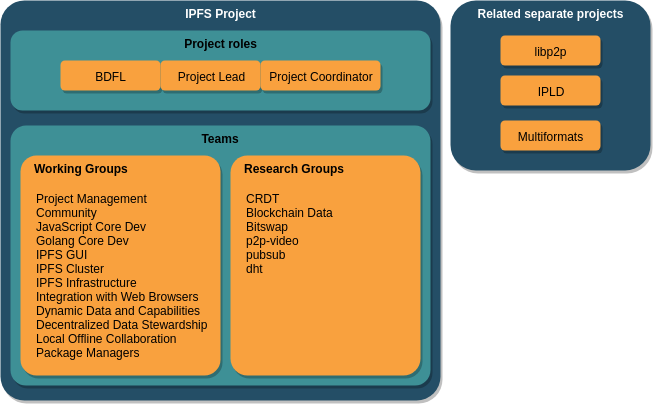 IPFS Project
Project roles
BDFL
Project Lead
Project Coordinator
Teams
Working Groups
Project Management
Community
JavaScript Core Dev
Golang Core Dev
IPFS GUI
IPFS Cluster
IPFS Infrastructure
Integration with Web Browsers
Dynamic Data and Capabilities
Decentralized Data Stewardship
Local Offline Collaboration
Package Managers
Research Groups
CRDT
Blockchain Data
Bitswap
p2p-video
pubsub
dht
Related separate projects
libp2p
IPLD
Multiformats